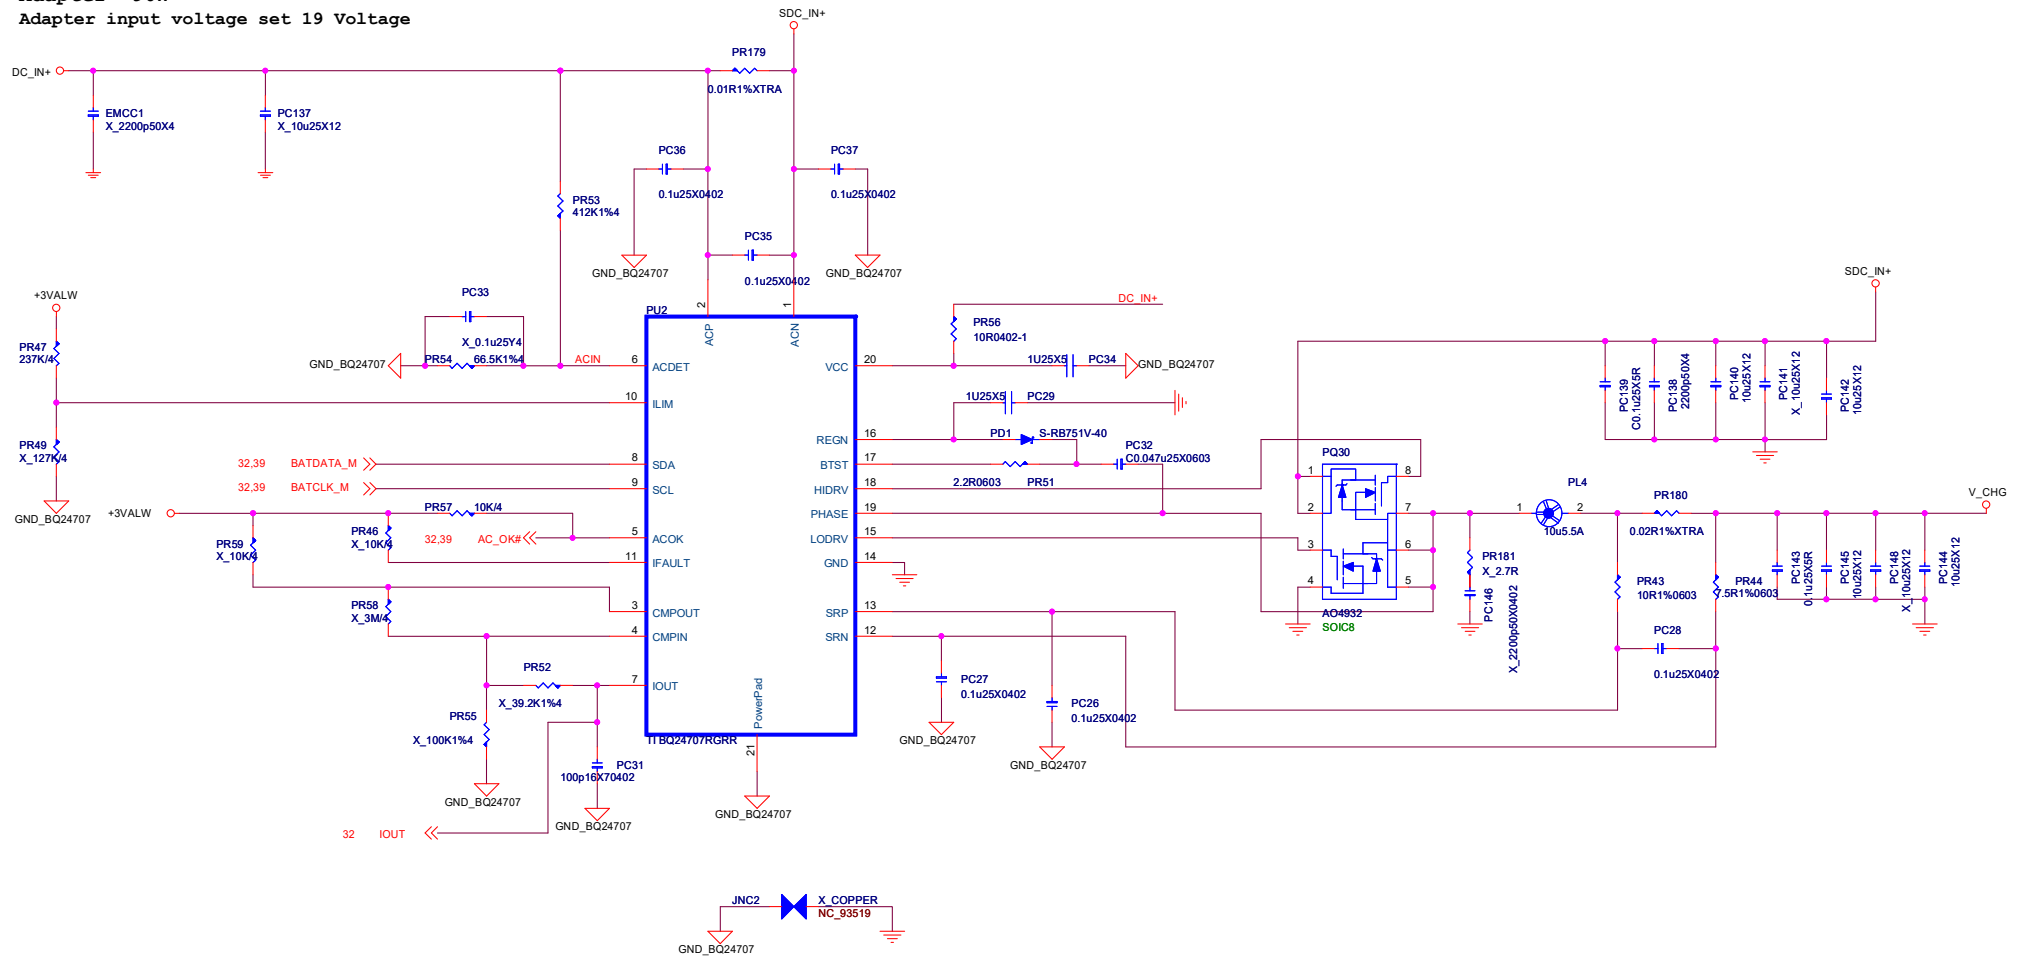 Adapter input voltage set 19 Voltage
SDC_IN+
DC_IN+
PR179
0.01R1%XTRA
EMCC1
X_2200p50X4
PC137
X_10u25X12
PC36
0.1u25X0402
PC37
0.1u25X0402
PR53
412K1%4
PC35
0.1u25X0402
GND_BQ24707
GND_BQ24707
+3VALW
PC33
X_0.1u25Y4
PR47
237K/4
GND_BQ24707
PR54
66.5K1%4
ACIN
PU2
2
1
ACP
ACN
6
ACDET
10
ILIM
8
SDA
9
SCL
5
ACOK
11
IFAULT
3
CMPOUT
4
CMPIN
7
IOUT
PowerPad
21
TI BQ24707RGRR
VCC
20
REGN
16
BTST
17
HIDRV
18
PHASE
19
LODRV
15
GND
14
SRP
13
SRN
12
PR49
X_127K/4
GND_BQ24707
32,39 BATDATA_M
32,39 BATCLK_M
+3VALW
PR57
10K/4
PR59
X_10K/4
PR46
X_10K/4
32,39 AC_OK#
PR58
X_3M/4
PR52
X_39.2K1%4
PR55
X_100K1%4
GND_BQ24707
PC31
100p16X70402
GND_BQ24707
32 IOUT
GND_BQ24707
DC_IN+
PR56
10R0402-1
1U25X5
PC34
GND_BQ24707
1U25X5
PC29
PD1
S-RB751V-40
PC32
C0.047u25X0603
2.2R0603
PR51
PC27
0.1u25X0402
GND_BQ24707
PC26
0.1u25X0402
GND_BQ24707
SDC_IN+
PC139
C0.1u25X5R
PC138
2200p50X4
PC140
10u25X12
PC141
X_10u25X12
PC142
10u25X12
PQ30
1
2
3
4
8
7
6
5
AO4932
SOIC8
PR181
X_2.7R
PC146
X_2200p50X0402
PL4
1
2
10u5.5A
PR180
0.02R1%XTRA
V_CHG
PR43
10R1%0603
PR44
7.5R1%0603
PC28
0.1u25X0402
PC143
0.1u25X5R
PC145
10u25X12
PC148
X_10u25X12
PC144
10u25X12
JNC2
X_COPPER
NC_93519
GND_BQ24707